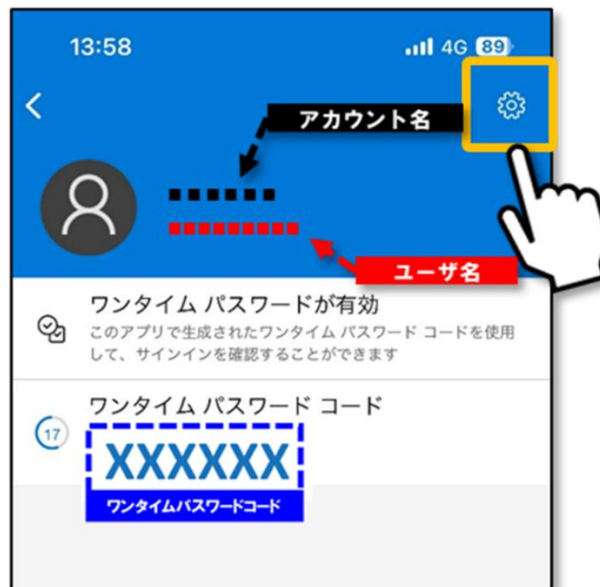 13:58
4G 89
アカウント名
ユーザ名
ワンタイム パスワードが有効
このアプリで生成されたワンタイム パスワード コードを使用
して、サインインを確認することができます
ワンタイム パスワード コード
17
XXXXXX
ワンタイムパスワードコード